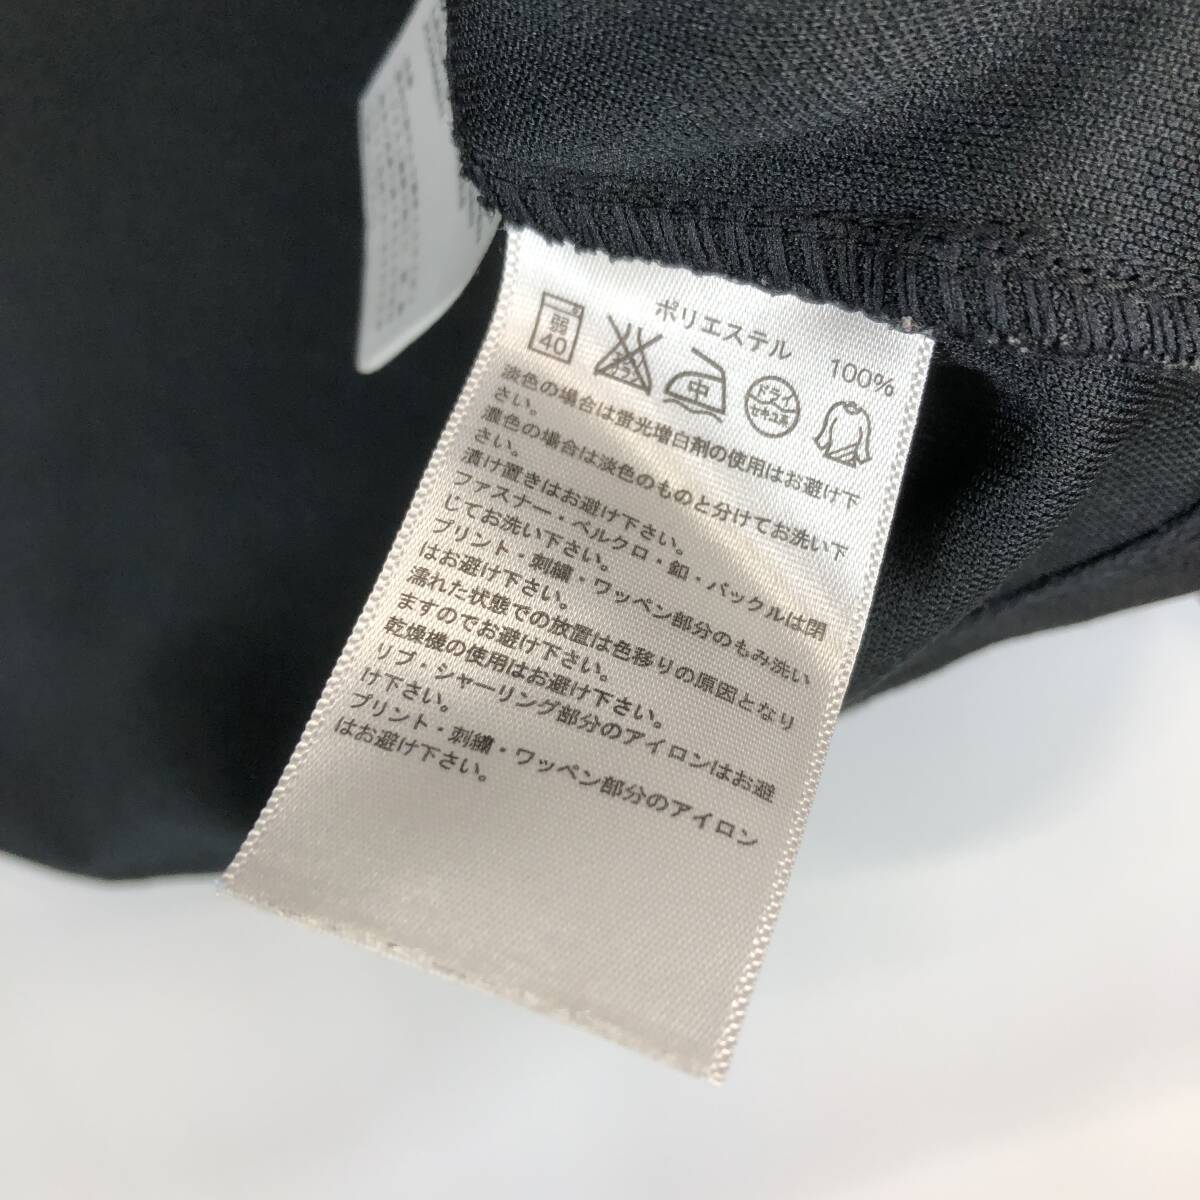 ポリエステル 100%
弱
40
エンソ
サラシ
中
ドライ
セキユ系
淡色の場合は蛍光増白剤の使用はお避け下
さい。
濃色の場合は淡色のものと分けてお洗い下
さい。
漬け置きはお避け下さい。
ファスナー・ベルクロ・釦・バックルは閉
じてお洗い下さい。
プリント・刺繍・ワッペン部分のもみ洗い
はお避け下さい。
濡れた状態での放置は色移りの原因となり
ますのでお避け下さい。
乾燥機の使用はお避け下さい。
リブ・シャーリング部分のアイロンはお避
け下さい。
プリント・刺繍・ワッペン部分のアイロン
はお避け下さい。